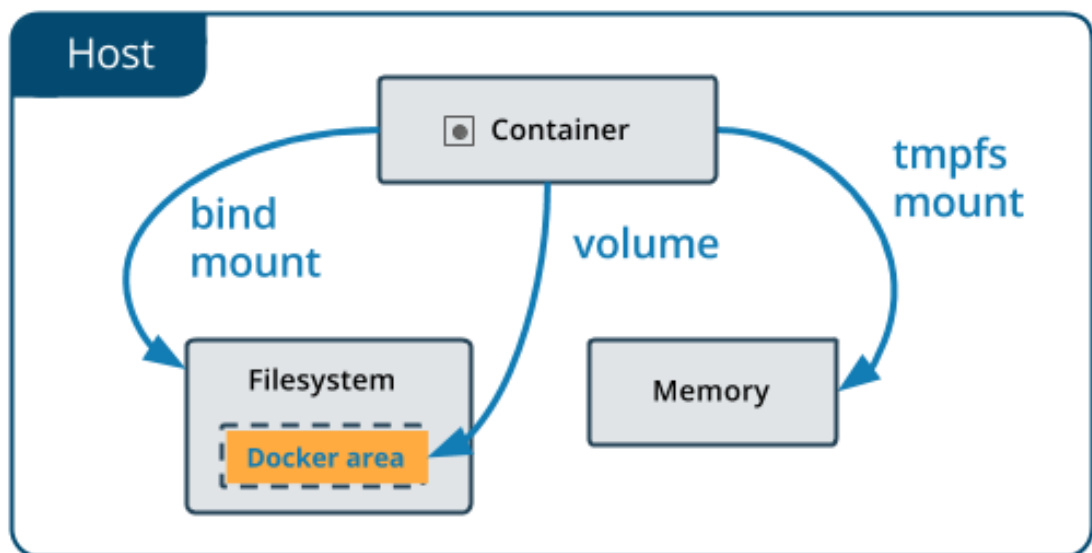 Host
Container
tmpfs
mount
bind
mount
volume
Filesystem
Memory
Docker area